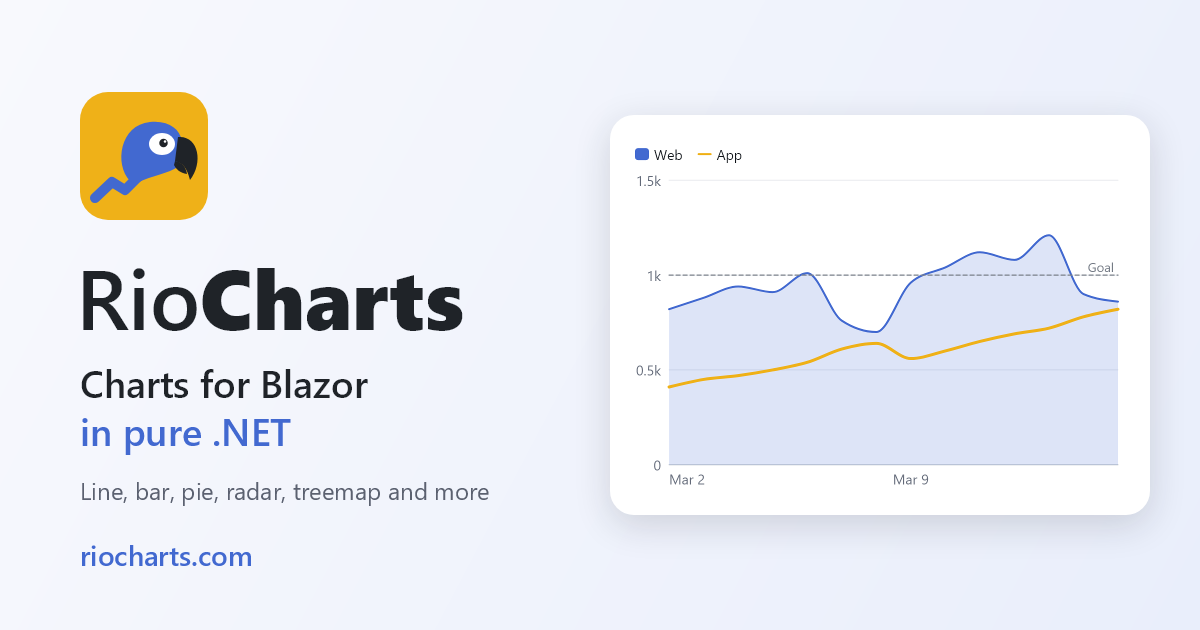 RioCharts
Charts for Blazor
in pure .NET
Line, bar, pie, radar, treemap and more
riocharts.com
Web App
1.5k
1k
Goal
0.5k
0
Mar 2 Mar 9